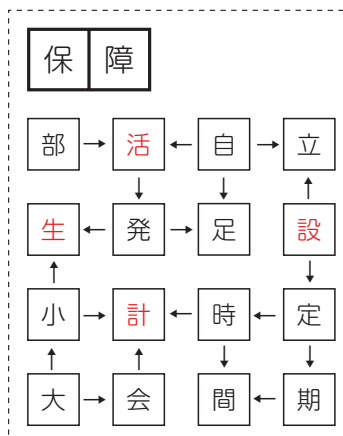 保障
部→活←自→立
↓ ↓ ↑
生←発→足 設
↑ ↓
小→計←時←定
↑ ↑ ↓ ↓
大→会 間←期